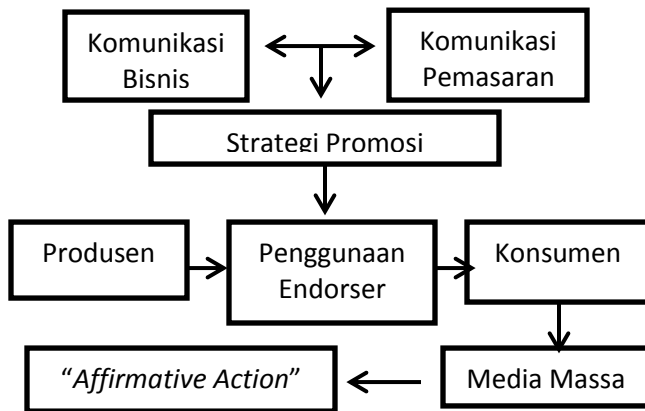 Komunikasi
Bisnis
Komunikasi
Pemasaran
Strategi Promosi
Produsen
Penggunaan
Endorser
Konsumen
“Affirmative Action”
Media Massa